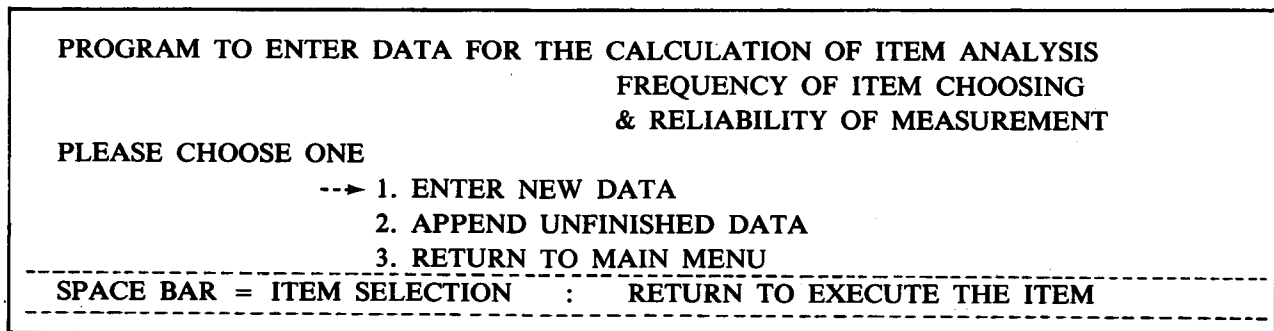 PROGRAM TO ENTER DATA FOR THE CALCULATION OF ITEM ANALYSIS
FREQUENCY OF ITEM CHOOSING
& RELIABILITY OF MEASUREMENT
PLEASE CHOOSE ONE
--► 1. ENTER NEW DATA
2. APPEND UNFINISHED DATA
3. RETURN TO MAIN MENU
SPACE BAR = ITEM SELECTION : RETURN TO EXECUTE THE ITEM